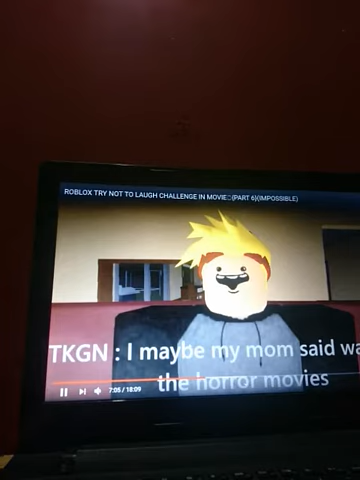 ROBLOX TRY NOT TO LAUGH CHALLENGE IN MOVIE:::(PART 6)(IMPOSSIBLE)
TKGN : I maybe my mom said wa
the horror movies
7:05 / 18:09